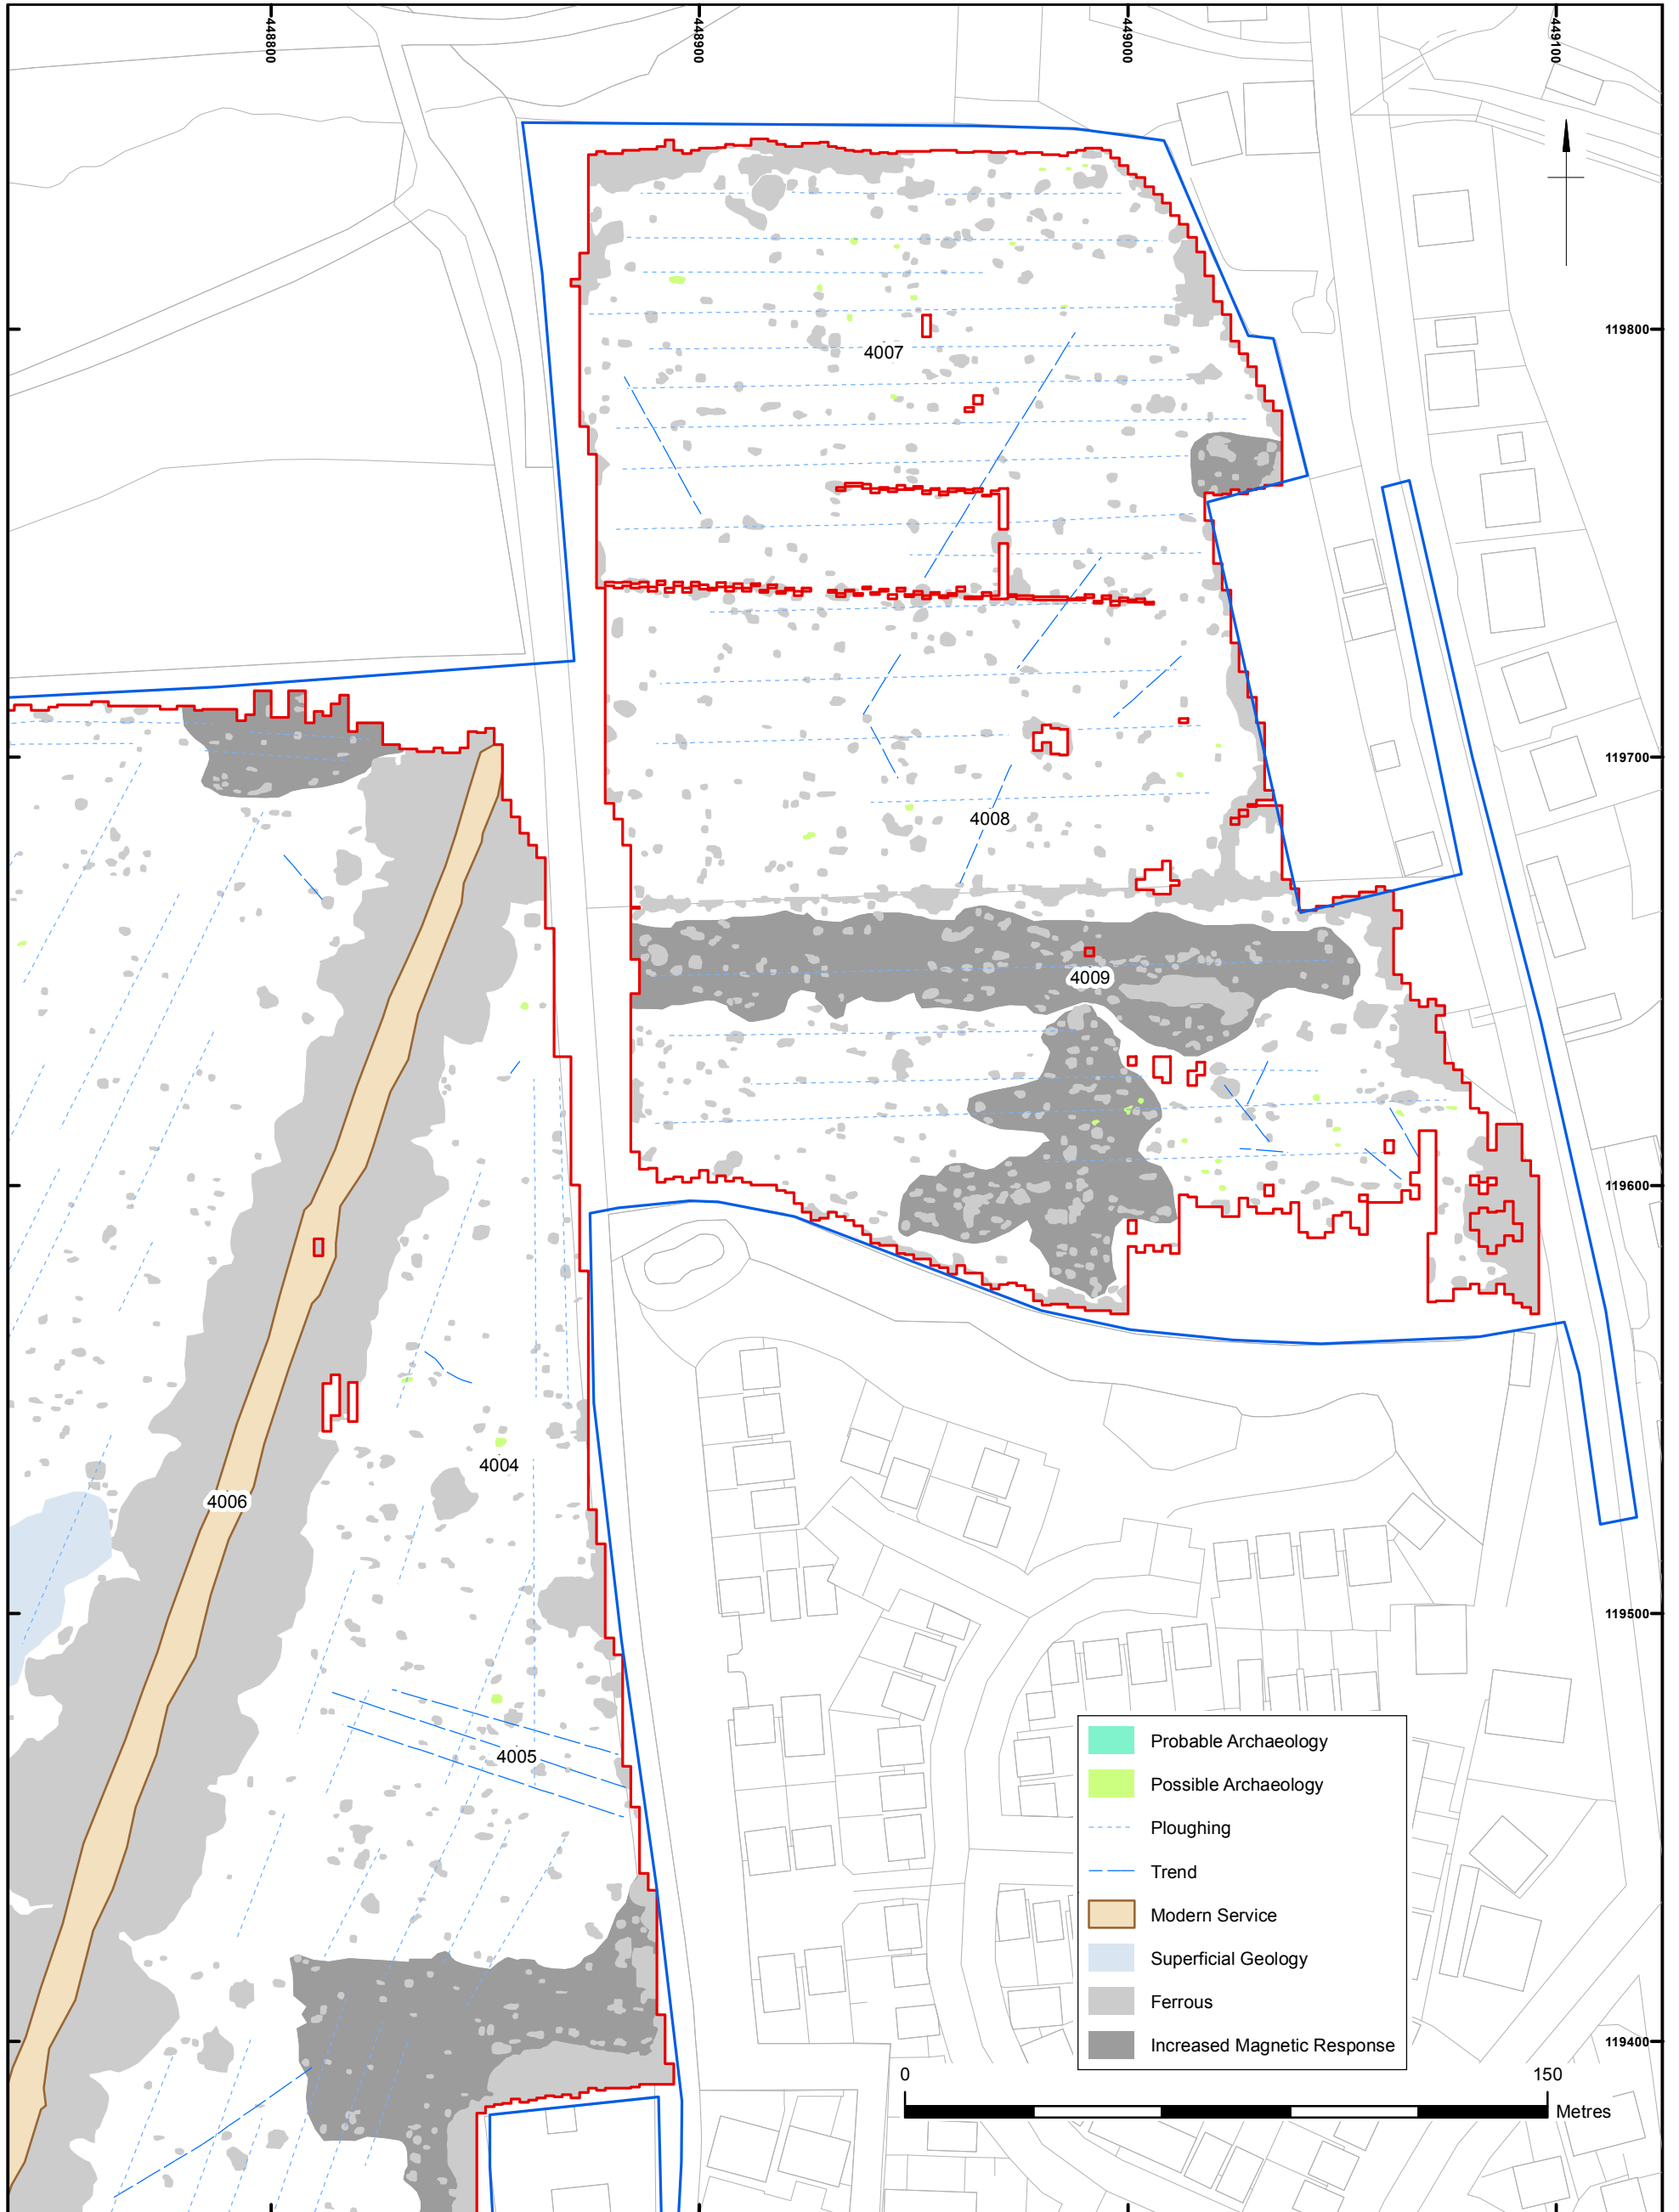 448800
448900
449000
449100
119800
4007
119700
4008
4009
119600
4004
4006
119500
4005
Probable Archaeology
Possible Archaeology
Ploughing
Trend
Modern Service
Superficial Geology
Ferrous
Increased Magnetic Response
119400
0
150
Metres